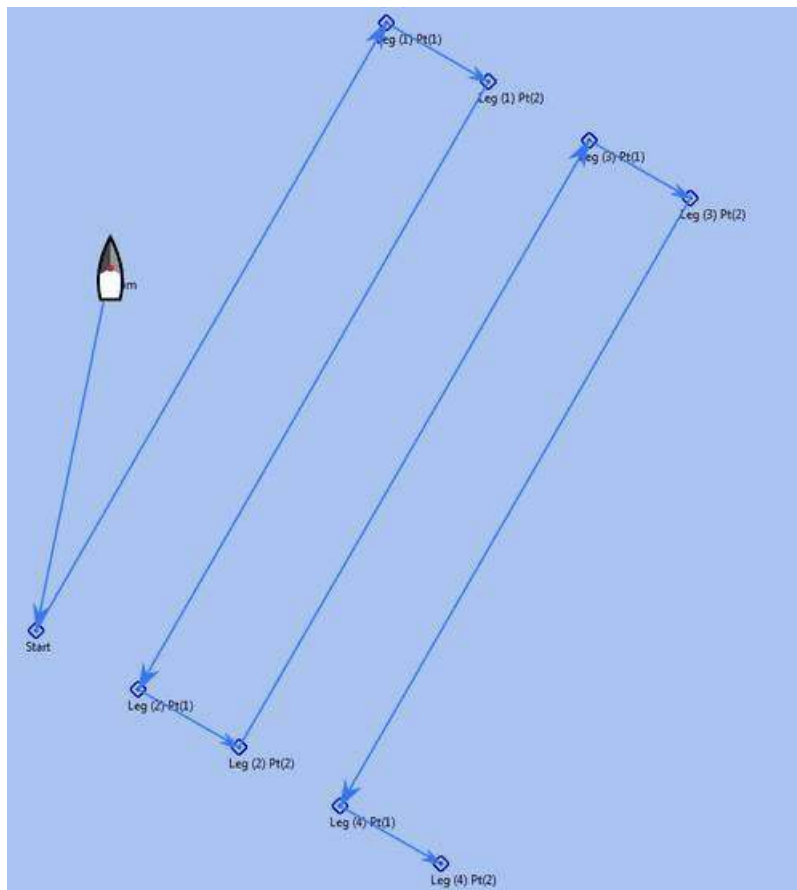 Leg (1) Pt(1)
Leg (1) Pt(2)
Leg (3) Pt(1)
Leg (3) Pt(2)
Start
Leg (2) Pt(1)
Leg (2) Pt(2)
Leg (4) Pt(1)
Leg (4) Pt(2)